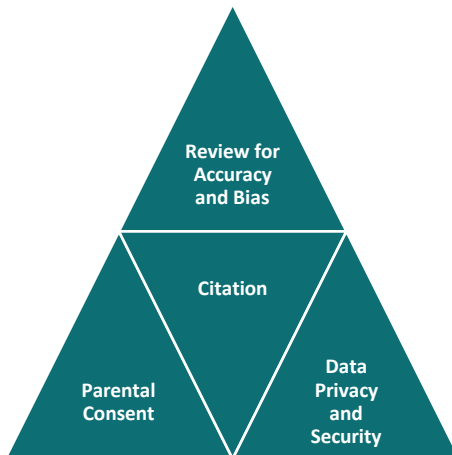 Review for
Accuracy
and Bias
Citation
Parental
Consent
Data
Privacy
and
Security